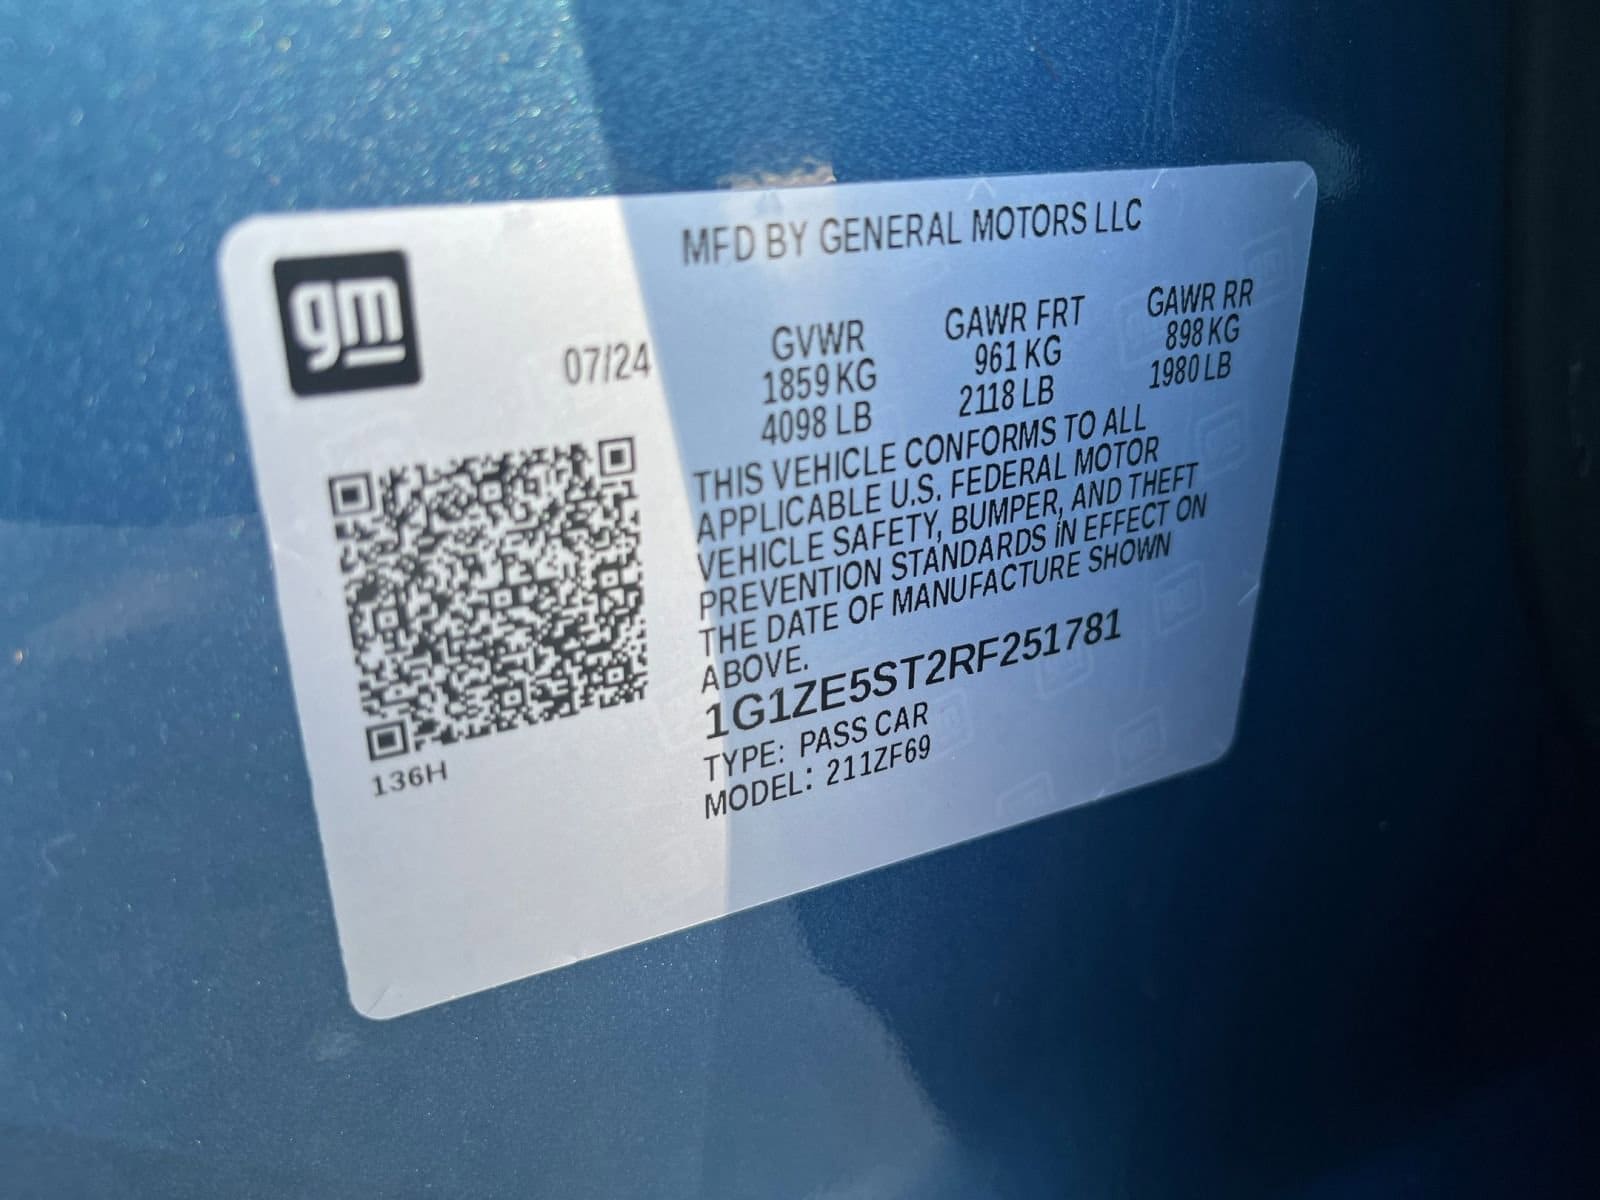 gm
MFD BY GENERAL MOTORS LLC
07/24
GVWR GAWR FRT GAWR RR
1859 KG 961 KG 898 KG
4098 LB 2118 LB 1980 LB
THIS VEHICLE CONFORMS TO ALL
APPLICABLE U.S. FEDERAL MOTOR
VEHICLE SAFETY, BUMPER, AND THEFT
PREVENTION STANDARDS IN EFFECT ON
THE DATE OF MANUFACTURE SHOWN
ABOVE.
1G1ZE5ST2RF251781
TYPE: PASS CAR
MODEL: 211ZF69
136H